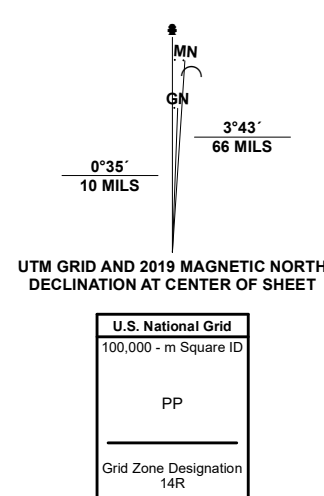 MN
GN
3°43´
66 MILS
0°35´
10 MILS
UTM GRID AND 2019 MAGNETIC NORTH
DECLINATION AT CENTER OF SHEET
U.S. National Grid
100,000 - m Square ID
PP
Grid Zone Designation
14R